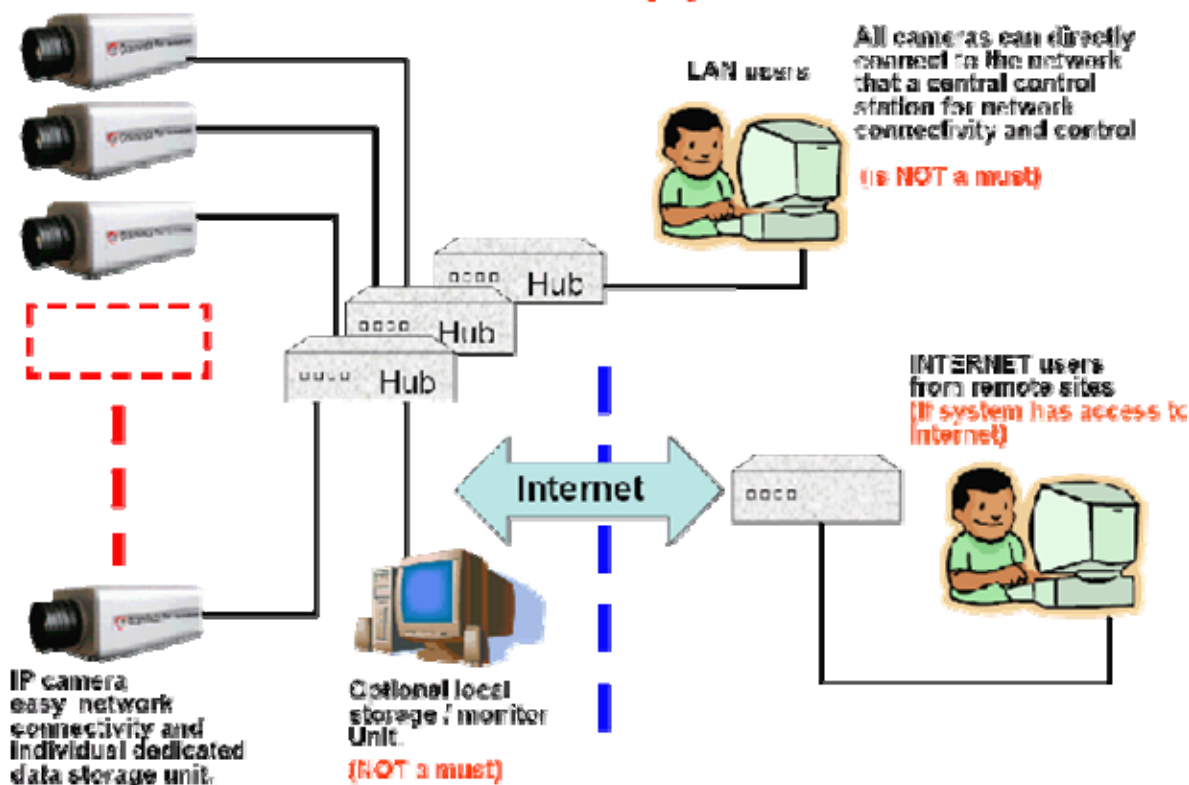 LAN users
All cameras can directly
connect to the network
that a central control
station for network
connectivity and control
(is NOT a must)
Hub
Hub
Hub
INTERNET users
from remote sites
(If system has access to
Internet)
Internet
IP camera
easy network
connectivity and
individual dedicated
data storage unit.
Optional local
storage / monitor
Unit.
(NOT a must)